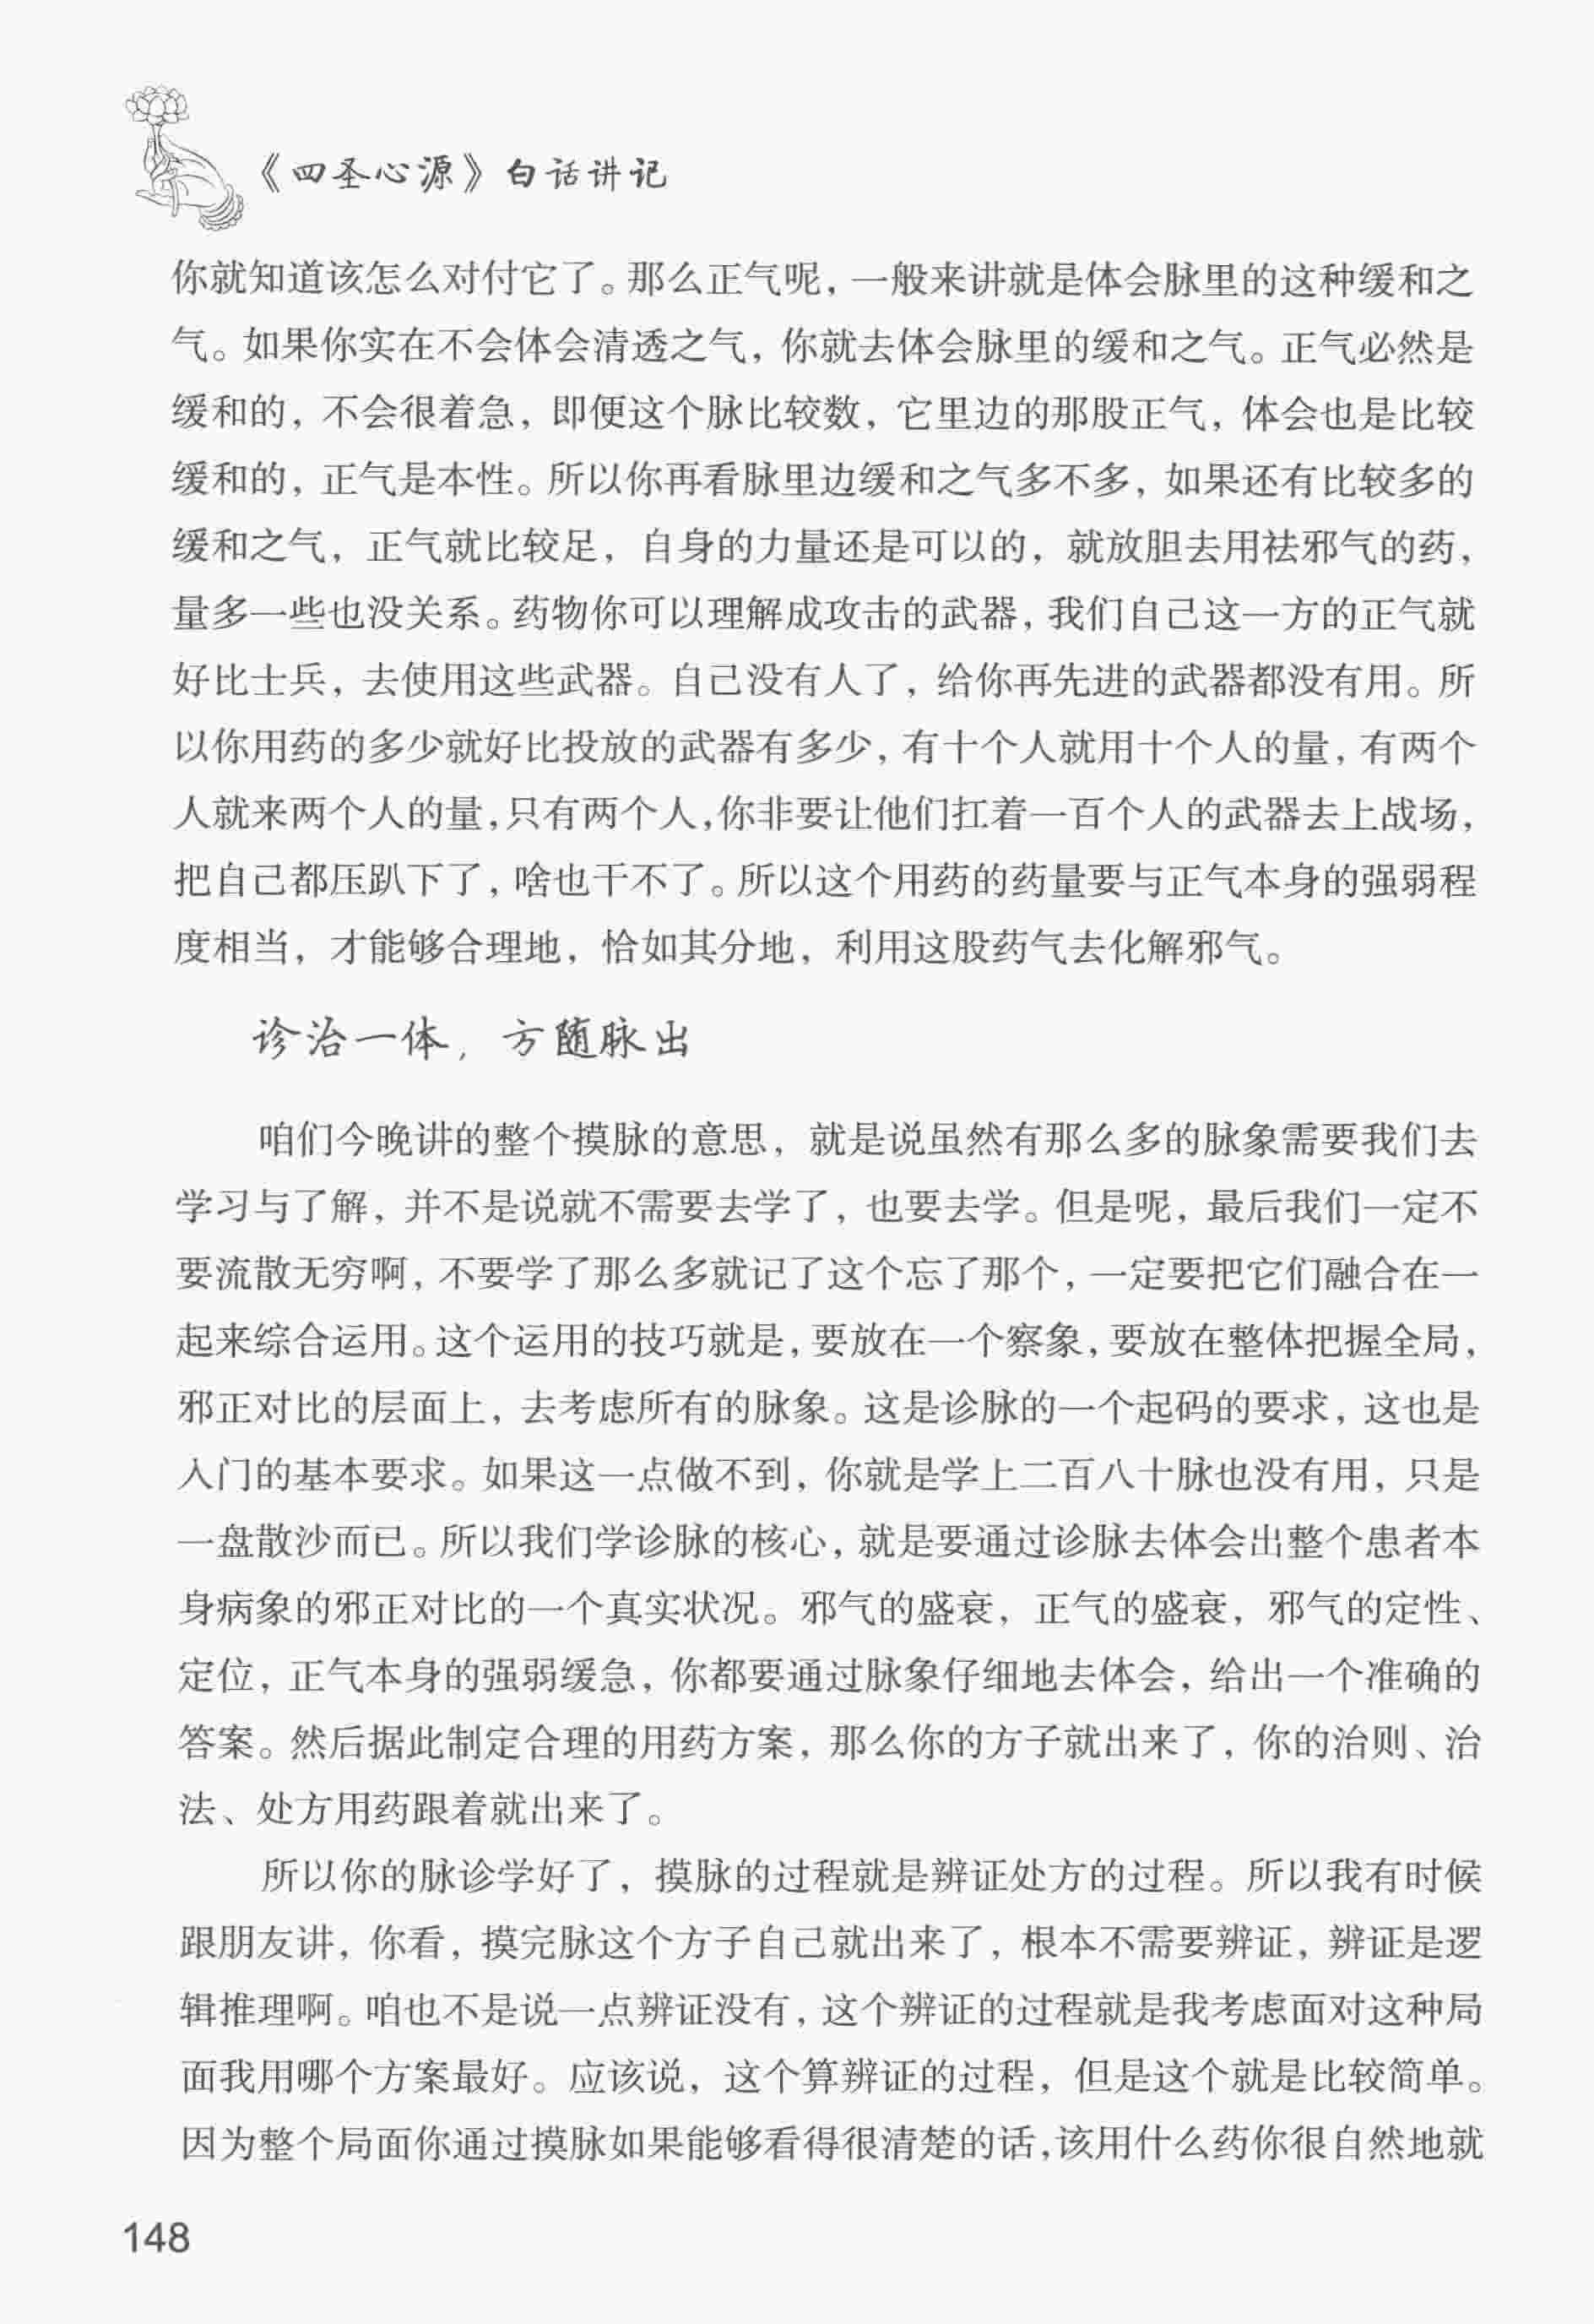 《四圣心源》白话讲记
你就知道该怎么对付它了。那么正气呢，一般来讲就是体会脉里的这种缓和之
气。如果你实在不会体会清透之气，你就去体会脉里的缓和之气。正气必然是
缓和的，不会很着急，即便这个脉比较数，它里边的那股正气，体会也是比较
缓和的，正气是本性。所以你再看脉里边缓和之气多不多，如果还有比较多的
缓和之气，正气就比较足，自身的力量还是可以的，就放胆去用祛邪气的药，
量多一些也没关系。药物你可以理解成攻击的武器，我们自己这一方的正气就
好比士兵，去使用这些武器。自己没有人了，给你再先进的武器都没有用。所
以你用药的多少就好比投放的武器有多少，有十个人就用十个人的量，有两个
人就来两个人的量，只有两个人，你非要让他们扛着一百个人的武器去上战场，
把自己都压趴下了，啥也干不了。所以这个用药的药量要与正气本身的强弱程
度相当，才能够合理地，恰如其分地，利用这股药气去化解邪气。
诊治一体，方随脉出
咱们今晚讲的整个摸脉的意思，就是说虽然有那么多的脉象需要我们去
学习与了解，并不是说就不需要去学了，也要去学。但是呢，最后我们一定不
要流散无穷啊，不要学了那么多就记了这个忘了那个，一定要把它们融合在一
起来综合运用。这个运用的技巧就是，要放在一个察象，要放在整体把握全局，
邪正对比的层面上，去考虑所有的脉象。这是诊脉的一个起码的要求，这也是
入门的基本要求。如果这一点做不到，你就是学上二百八十脉也没有用，只是
一盘散沙而已。所以我们学诊脉的核心，就是要通过诊脉去体会出整个患者本
身病象的邪正对比的一个真实状况。邪气的盛衰，正气的盛衰，邪气的定性、
定位，正气本身的强弱缓急，你都要通过脉象仔细地去体会，给出一个准确的
答案。然后据此制定合理的用药方案，那么你的方子就出来了，你的治则、治
法、处方用药跟着就出来了。
所以你的脉诊学好了，摸脉的过程就是辨证处方的过程。所以我有时候
跟朋友讲，你看，摸完脉这个方子自己就出来了，根本不需要辨证，辨证是逻
辑推理啊。咱也不是说一点辨证没有，这个辨证的过程就是我考虑面对这种局
面我用哪个方案最好。应该说，这个算辨证的过程，但是这个就是比较简单。
因为整个局面你通过摸脉如果能够看得很清楚的话，该用什么药你很自然地就
148